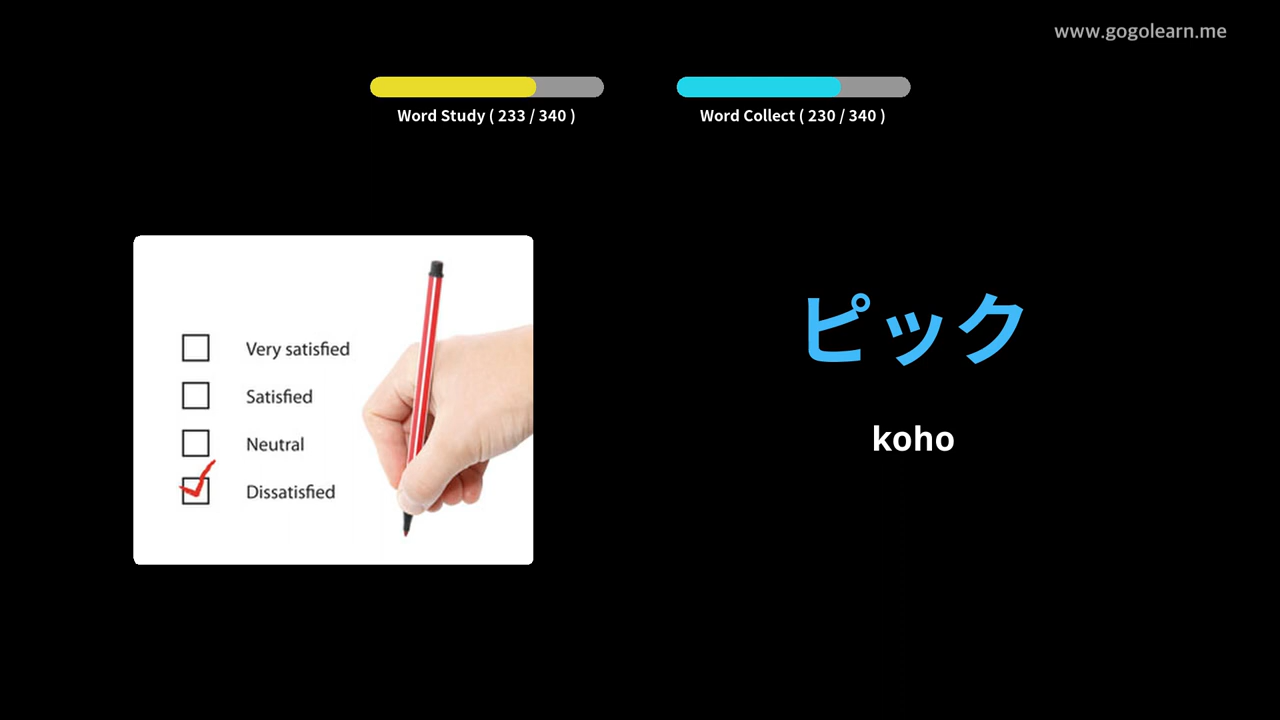 www.gogolearn.me
Word Study ( 233 / 340 )
Word Collect ( 230 / 340 )
Very satisfied
Satisfied
Neutral
Dissatisfied
ピック
koho